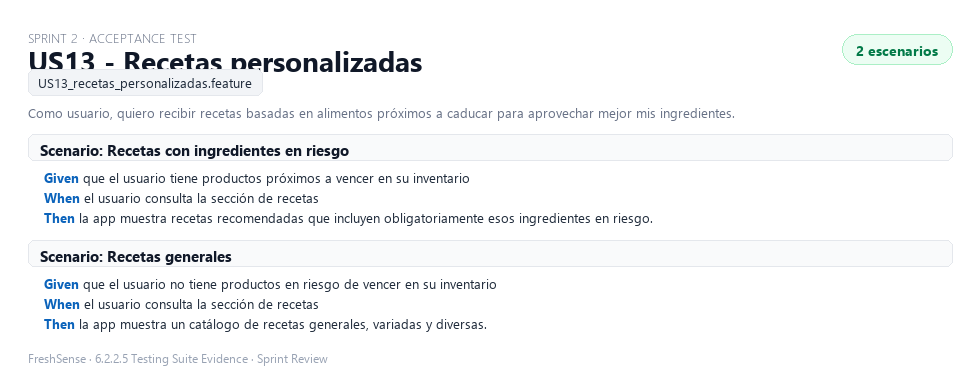 SPRINT 2 · ACCEPTANCE TEST
US13 - Recetas personalizadas
2 escenarios
US13_recetas_personalizadas.feature
Como usuario, quiero recibir recetas basadas en alimentos próximos a caducar para aprovechar mejor mis ingredientes.
Scenario: Recetas con ingredientes en riesgo
Given que el usuario tiene productos próximos a vencer en su inventario
When el usuario consulta la sección de recetas
Then la app muestra recetas recomendadas que incluyen obligatoriamente esos ingredientes en riesgo.
Scenario: Recetas generales
Given que el usuario no tiene productos en riesgo de vencer en su inventario
When el usuario consulta la sección de recetas
Then la app muestra un catálogo de recetas generales, variadas y diversas.
FreshSense · 6.2.2.5 Testing Suite Evidence · Sprint Review